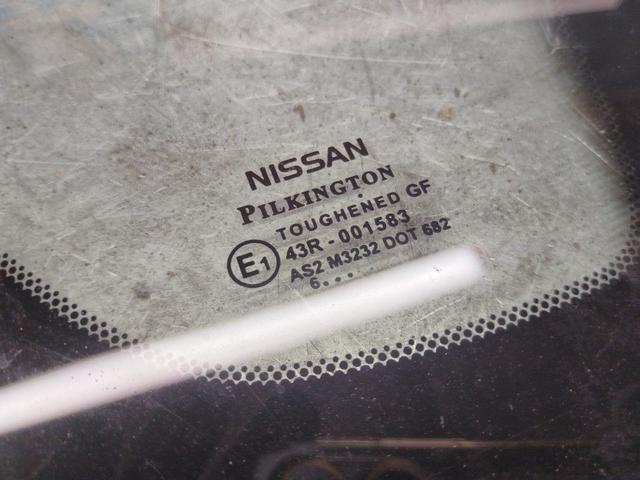 NISSAN
PILKINGTON
TOUGHENED GF
E1 43R - 001583
AS2 M3232 DOT 682
6...